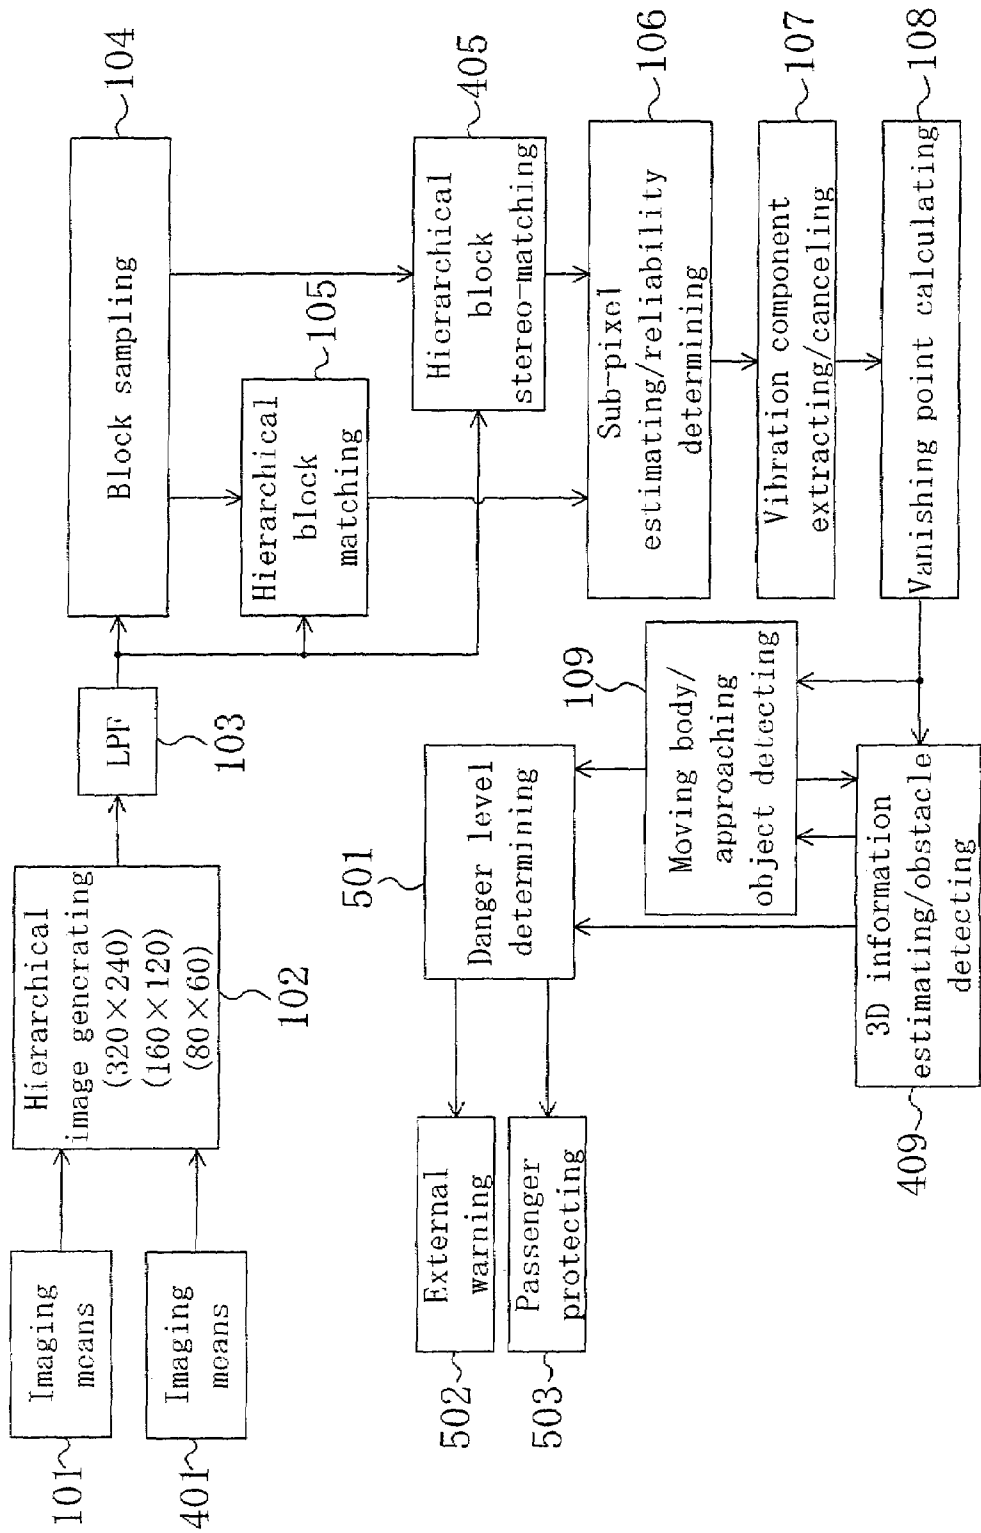 101
Imaging
means
401
Imaging
means
Hierarchical
image gencrating
(320×240)
(160×120)
(80×60)
102
LPF
103
Block sampling
104
Hierarchical
block
matching
105
Hierarchical
block
stereo-matching
405
Sub-pixel
estimating/reliability
determining
106
Vibration component
extracting/canceling
107
Vanishing point calculating
108
Moving body/
approaching
object detecting
109
3D information
estimating/obstacle
detecting
409
Danger level
determining
501
External
warning
502
Passenger
protecting
503